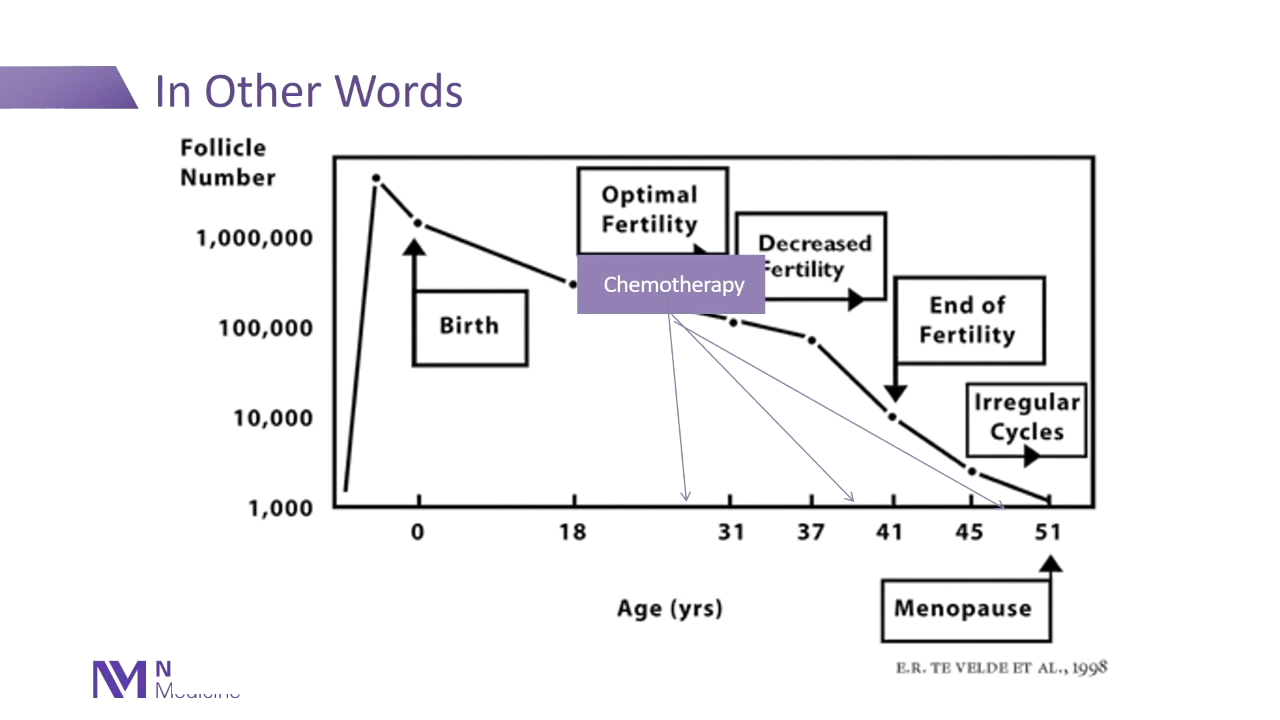 In Other Words
Follicle
Number
1,000,000
100,000
10,000
1,000
Optimal
Fertility
Decreased
Fertility
Chemotherapy
Birth
End of
Fertility
Irregular
Cycles
0 18 31 37 41 45 51
Age (yrs)
Menopause
E.R. TE VELDE ET AL., 1998
NM N
Medicine